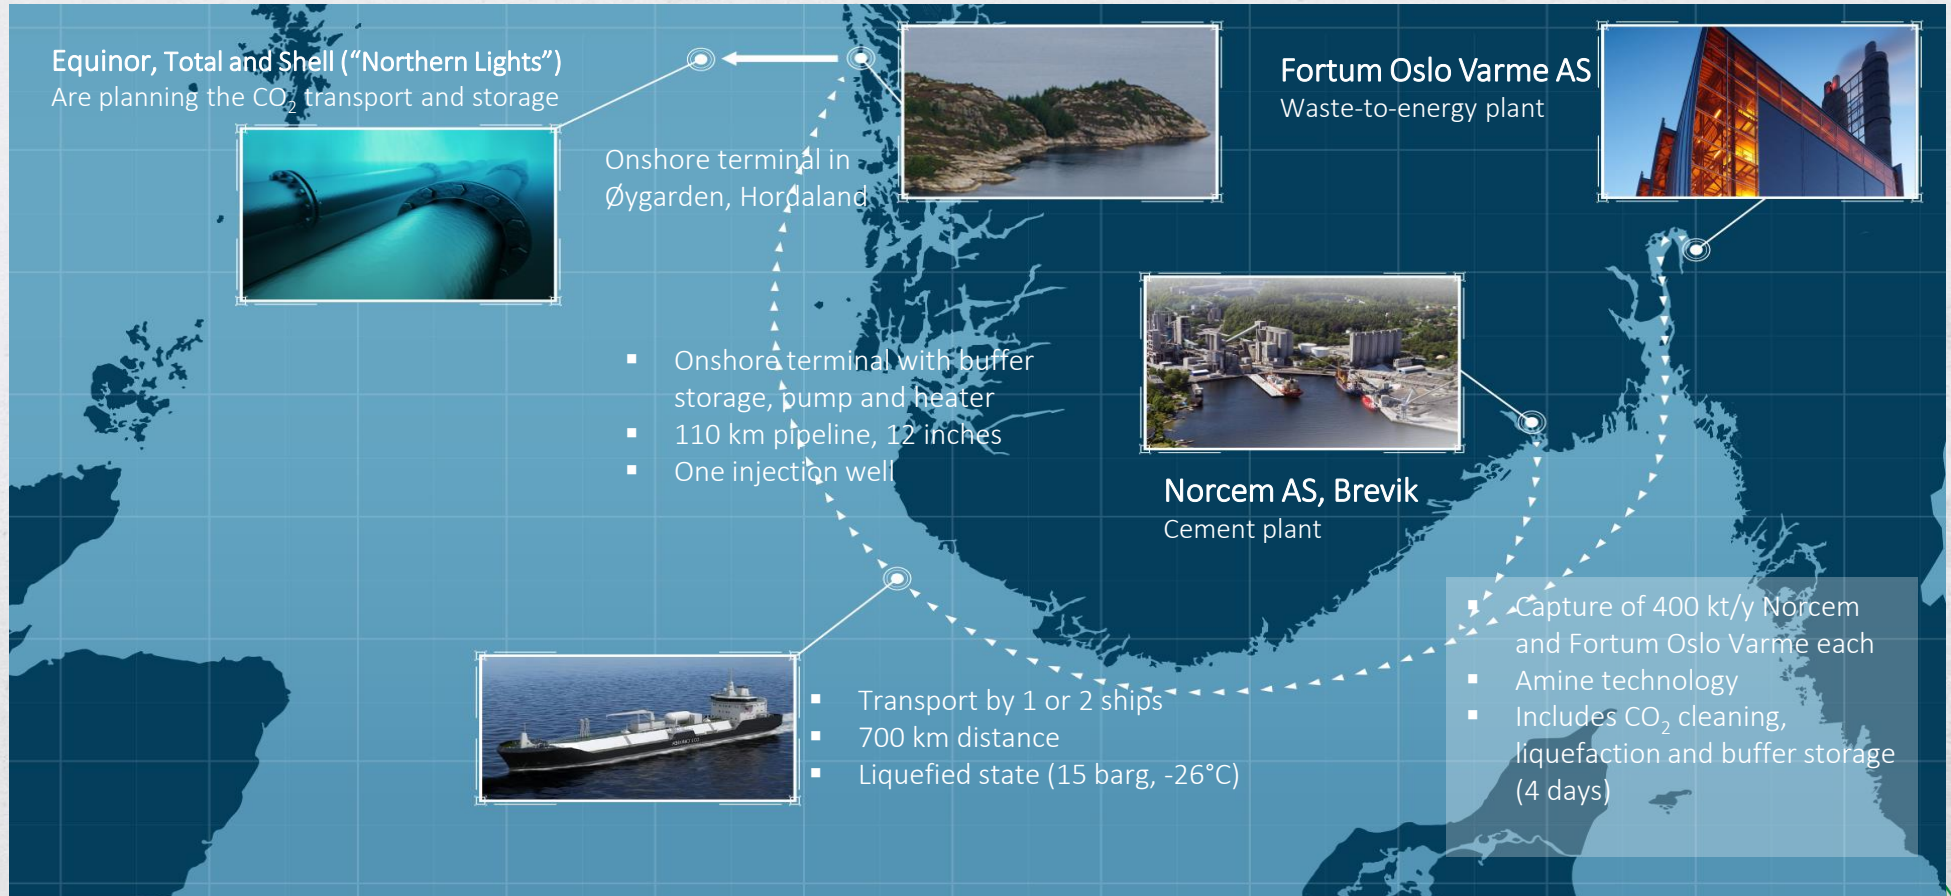 Equinor, Total and Shell (“Northern Lights”)
Are planning the CO₂ transport and storage
Onshore terminal in
Øygarden, Hordaland
Fortum Oslo Varme AS
Waste-to-energy plant
▪ Onshore terminal with buffer
storage, pump and heater
▪ 110 km pipeline, 12 inches
▪ One injection well
Norcem AS, Brevik
Cement plant
▪ Capture of 400 kt/y Norcem
and Fortum Oslo Varme each
▪ Amine technology
▪ Includes CO₂ cleaning,
liquefaction and buffer storage
(4 days)
▪ Transport by 1 or 2 ships
▪ 700 km distance
▪ Liquefied state (15 barg, -26°C)